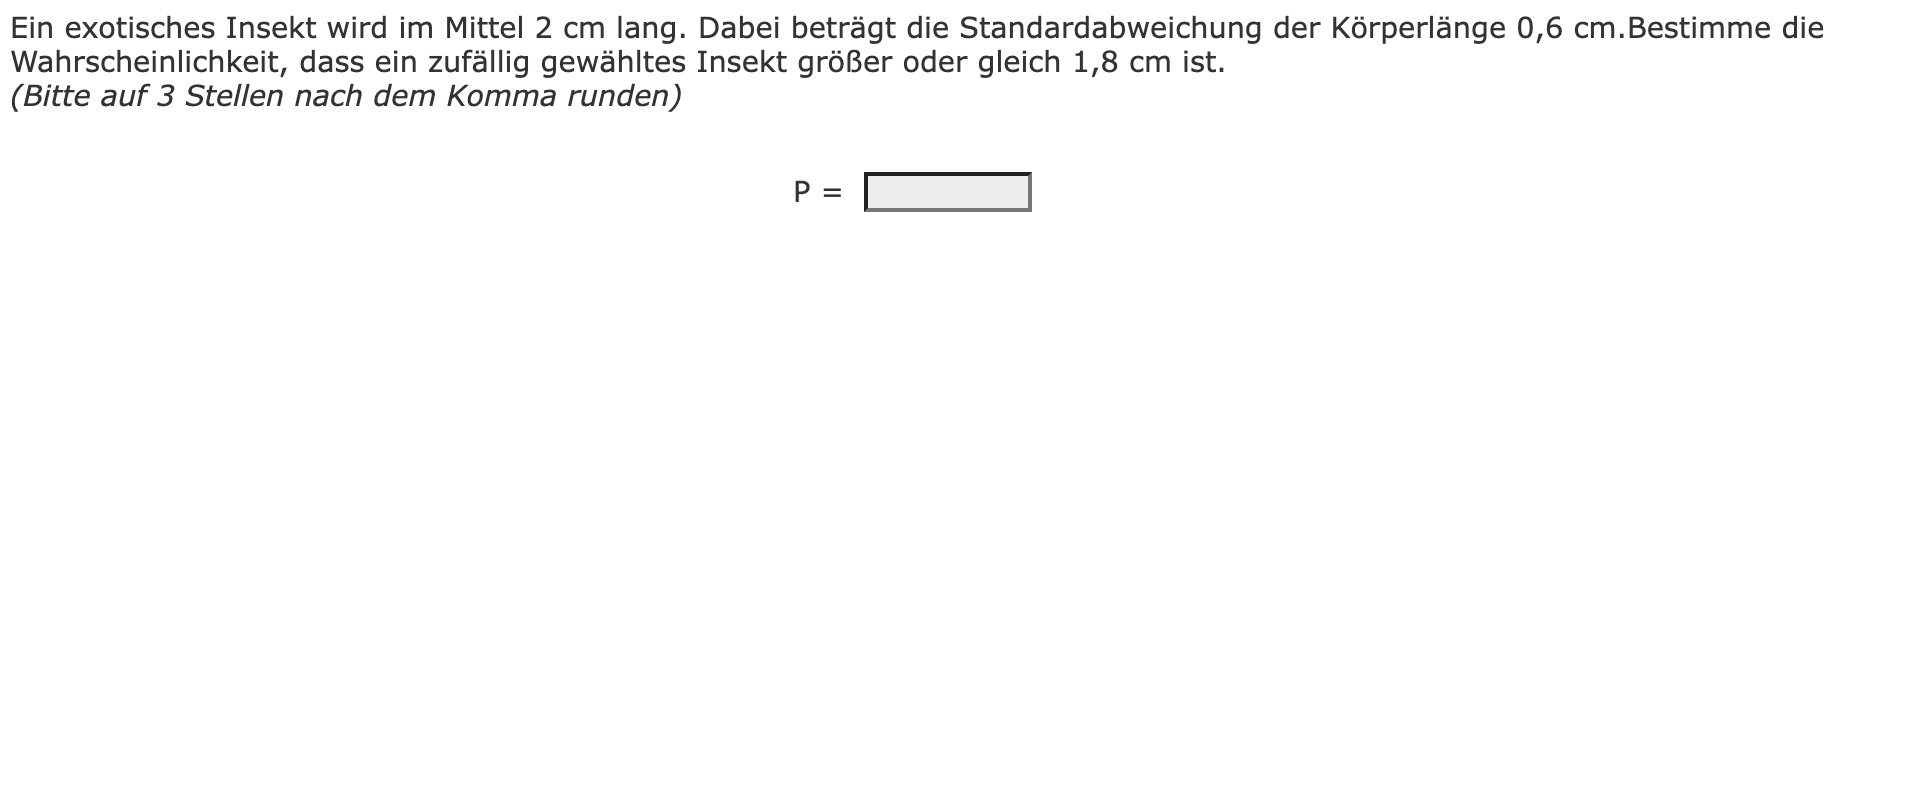 Ein exotisches Insekt wird im Mittel 2 cm lang. Dabei beträgt die Standardabweichung der Körperlänge 0,6 cm.Bestimme die
Wahrscheinlichkeit, dass ein zufällig gewähltes Insekt größer oder gleich 1,8 cm ist.
(Bitte auf 3 Stellen nach dem Komma runden)
P =